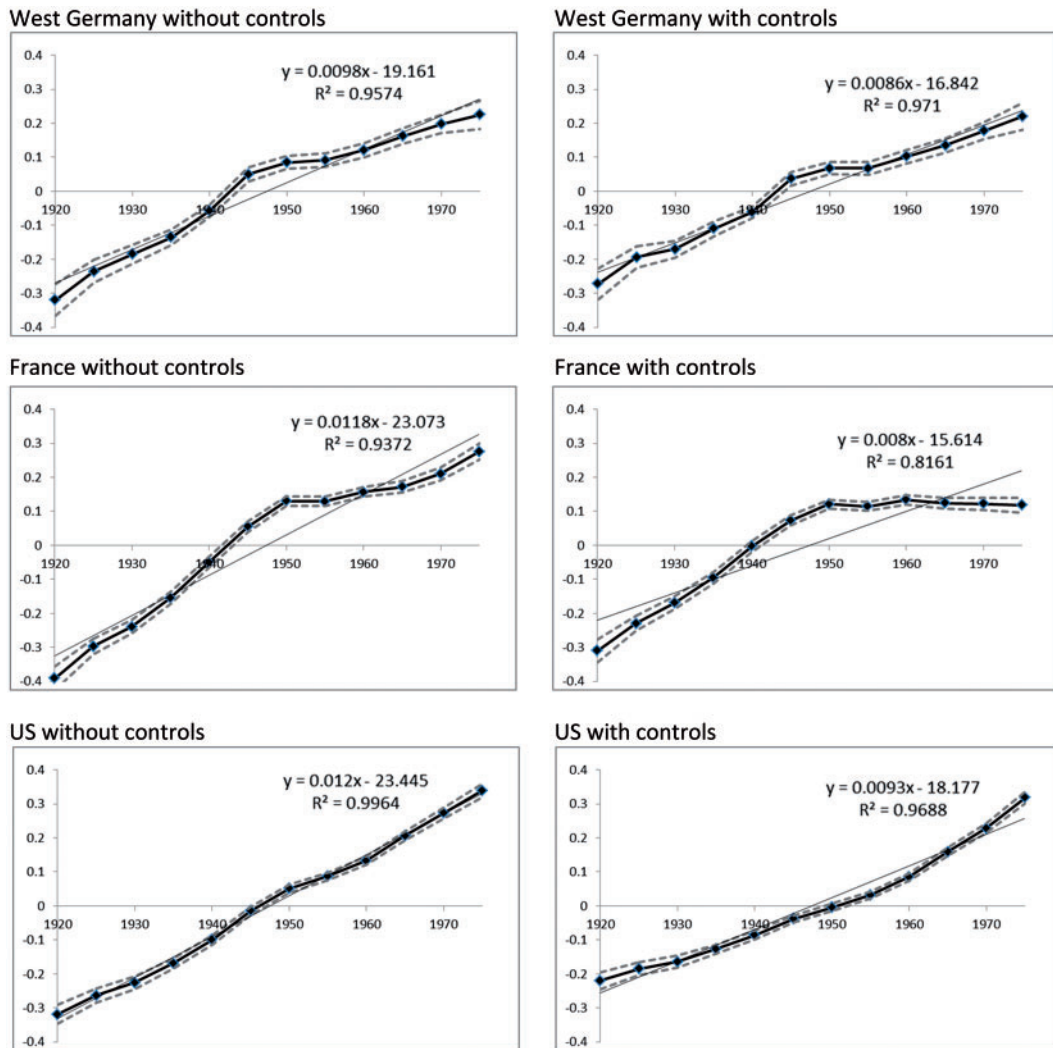 West Germany without controls
0.4
0.3
0.2
0.1
0
-0.1
-0.2
-0.3
-0.4
1920 1930 1940 1950 1960 1970
y = 0.0098x - 19.161
R² = 0.9574
West Germany with controls
0.4
0.3
0.2
0.1
0
-0.1
-0.2
-0.3
-0.4
1920 1930 1940 1950 1960 1970
y = 0.0086x - 16.842
R² = 0.971
France without controls
0.4
0.3
0.2
0.1
0
-0.1
-0.2
-0.3
-0.4
1920 1930 1940 1950 1960 1970
y = 0.0118x - 23.073
R² = 0.9372
France with controls
0.4
0.3
0.2
0.1
0
-0.1
-0.2
-0.3
-0.4
1920 1930 1940 1950 1960 1970
y = 0.008x - 15.614
R² = 0.8161
US without controls
0.4
0.3
0.2
0.1
0
-0.1
-0.2
-0.3
-0.4
1920 1930 1940 1950 1960 1970
y = 0.012x - 23.445
R² = 0.9964
US with controls
0.4
0.3
0.2
0.1
0
-0.1
-0.2
-0.3
-0.4
1920 1930 1940 1950 1960 1970
y = 0.0093x - 18.177
R² = 0.9688